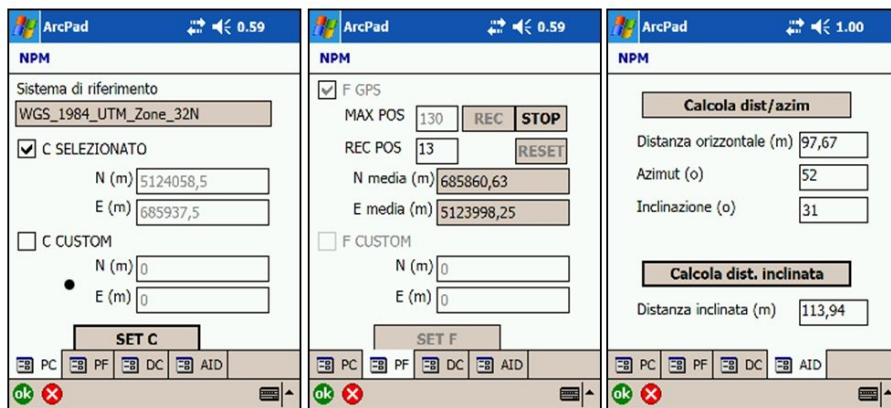 ArcPad 0.59
NPM
Sistema di riferimento
WGS_1984_UTM_Zone_32N
C SELEZIONATO
N (m) 5124058,5
E (m) 685937,5
C CUSTOM
N (m) 0
E (m) 0
SET C
PC PF DC AID
ok
ArcPad 0.59
NPM
F GPS
MAX POS 130 REC STOP
REC POS 13 RESET
N media (m) 685860,63
E media (m) 5123998,25
F CUSTOM
N (m) 0
E (m) 0
SET F
PC PF DC AID
ok
ArcPad 1.00
NPM
Calcola dist/azim
Distanza orizzontale (m) 97,67
Azimut (o) 52
Inclinazione (o) 31
Calcola dist. inclinata
Distanza inclinata (m) 113,94
PC PF DC AID
ok